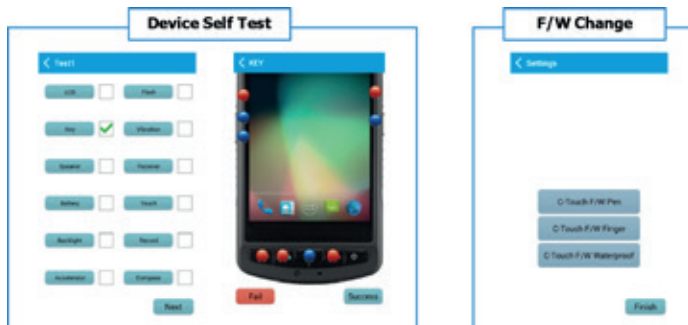 Device Self Test
F/W Change
Test1
KEY
Settings
LCD
Flash
Key
Vibration
Speaker
Receiver
Battery
Touch
Backlight
Record
Accelerator
Compass
Next
Fail
Success
C-Touch F/W Pen
C-Touch F/W Finger
C-Touch F/W Waterproof
Finish